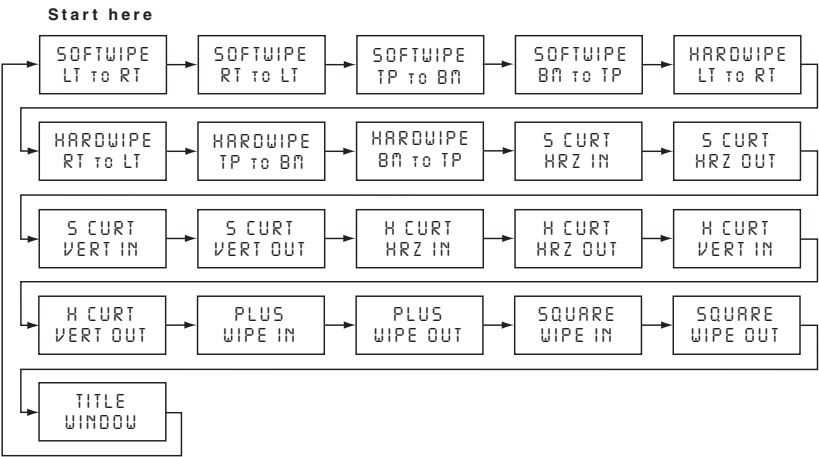 Start here
SOFTWIPE
LT TO RT
SOFTWIPE
RT TO LT
SOFTWIPE
TP TO BM
SOFTWIPE
BM TO TP
HARDWIPE
LT TO RT
HARDWIPE
RT TO LT
HARDWIPE
TP TO BM
HARDWIPE
BM TO TP
S CURT
HRZ IN
S CURT
HRZ OUT
S CURT
VERT IN
S CURT
VERT OUT
H CURT
HRZ IN
H CURT
HRZ OUT
H CURT
VERT IN
H CURT
VERT OUT
PLUS
WIPE IN
PLUS
WIPE OUT
SQUARE
WIPE IN
SQUARE
WIPE OUT
TITLE
WINDOW